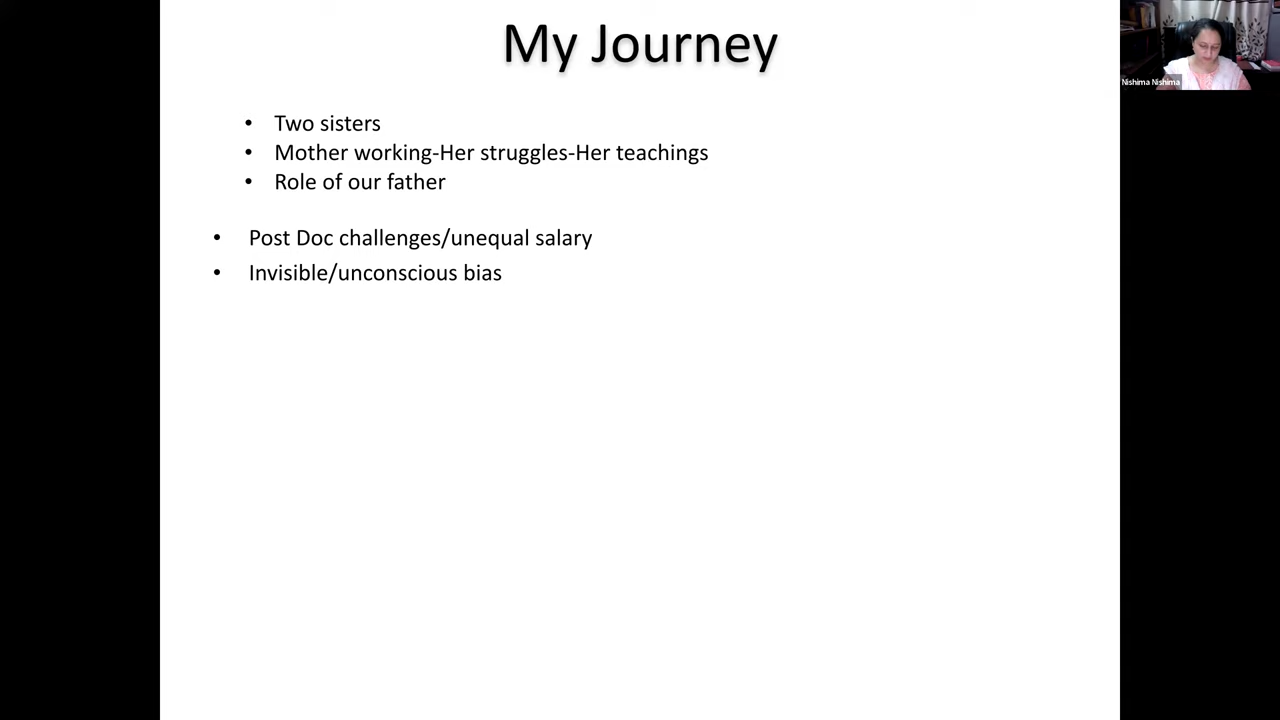 My Journey
Nishima Nishima
• Two sisters
• Mother working-Her struggles-Her teachings
• Role of our father
• Post Doc challenges/unequal salary
• Invisible/unconscious bias